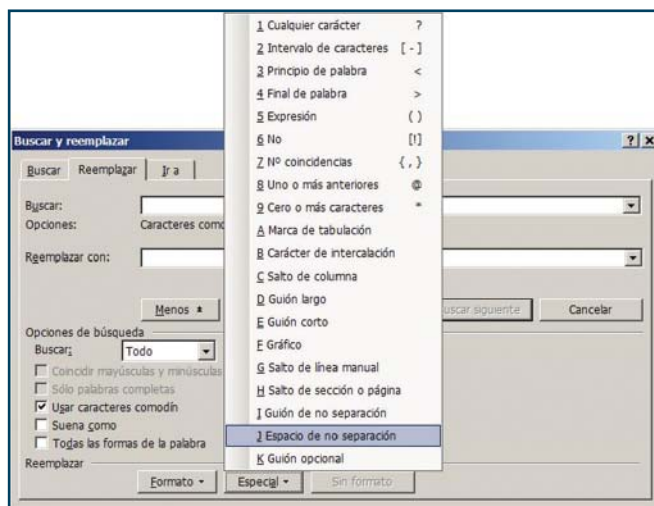 1 Cualquier carácter ?
2 Intervalo de caracteres [-]
3 Principio de palabra <
4 Final de palabra >
5 Expresión ()
6 No [!]
7 Nº coincidencias {,}
8 Uno o más anteriores @
9 Cero o más caracteres *
A Marca de tabulación
B Carácter de intercalación
C Salto de columna
D Guión largo
E Guión corto
F Gráfico
G Salto de línea manual
H Salto de sección o página
I Guión de no separación
J Espacio de no separación
K Guión opcional
Buscar y reemplazar
Buscar Reemplazar Ir a
Buscar:
Opciones: Caracteres
Reemplazar con:
Menos siguiente Cancelar
Opciones de búsqueda
Buscar: Todo
Coincidir mayúsculas y minúsculas
Sólo palabras completas
Usar caracteres comodín
Suena como
Todas las formas de la palabra
Reemplazar
Formato Especial Sin formato